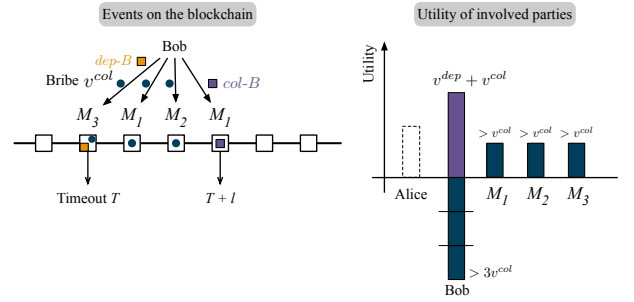 Events on the blockchain
Bob
dep-B
Bribe v^col
col-B
M_3 M_1 M_2 M_1
Timeout T
T + l
Utility of involved parties
Utility
v^dep + v^col
> v^col > v^col > v^col
Alice
M_1 M_2 M_3
> 3v^col
Bob